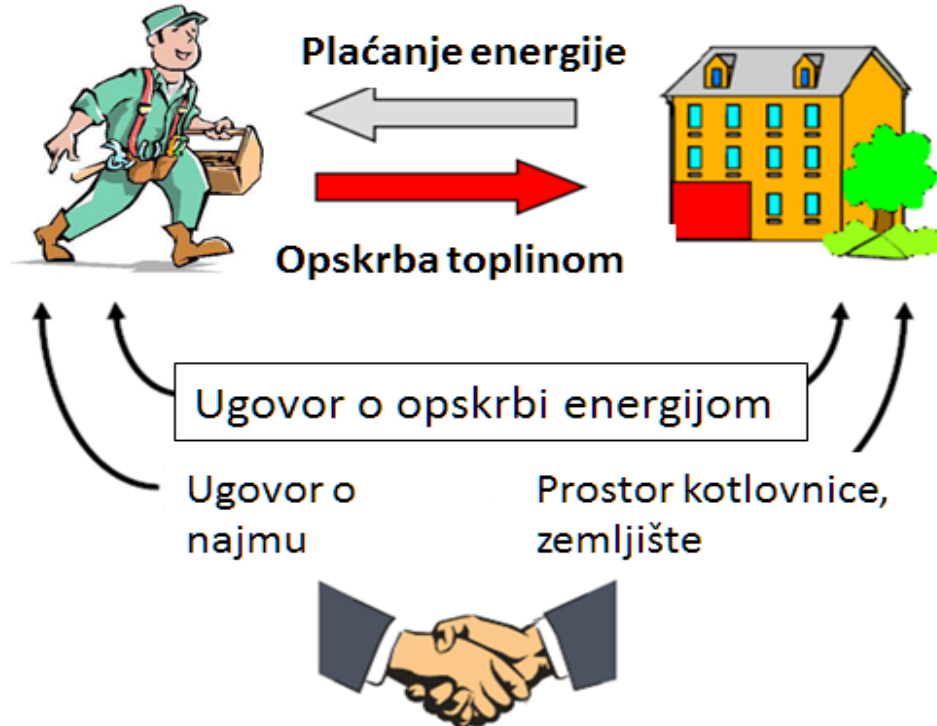 Plaćanje energije
Opskrba toplinom
Ugovor o opskrbi energijom
Ugovor o
najmu
Prostor kotlovnice,
zemljište